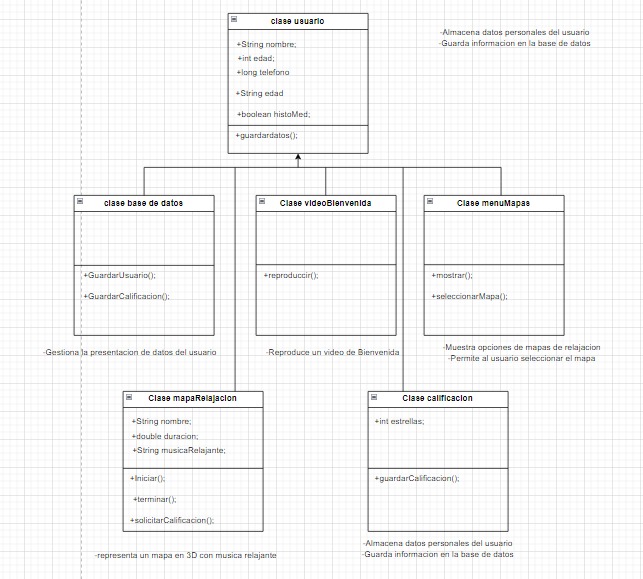 clase usuario
+String nombre;
+int edad;
+long telefono
+String edad
+boolean histoMed;
+guardardatos();
-Almacena datos personales del usuario
-Guarda informacion en la base de datos
clase base de datos
+GuardarUsuario();
+GuardarCalificacion();
-Gestiona la presentacion de datos del usuario
Clase videoBienvenida
+reproduccir();
-Reproduce un video de Bienvenida
Clase menuMapas
+mostrar();
+seleccionarMapa();
-Muestra opciones de mapas de relajacion
-Permite al usuario seleccionar el mapa
Clase mapaRelajacion
+String nombre;
+double duracion;
+String musicaRelajante;
+Iniciar();
+terminar();
+solicitarCalificacion();
-representa un mapa en 3D con musica relajante
Clase calificacion
+int estrellas;
+guardarCalificacion();
-Almacena datos personales del usuario
-Guarda informacion en la base de datos